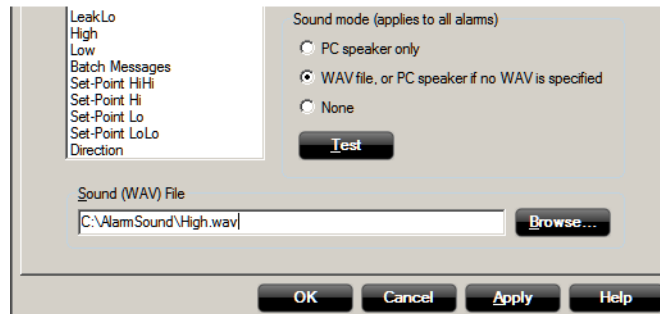 LeakLo
High
Low
Batch Messages
Set-Point HiHi
Set-Point Hi
Set-Point Lo
Set-Point LoLo
Direction
Sound mode (applies to all alarms)
PC speaker only
WAV file, or PC speaker if no WAV is specified
None
Test
Sound (WAV) File
C:\AlarmSound\High.wav
Browse...
OK
Cancel
Apply
Help